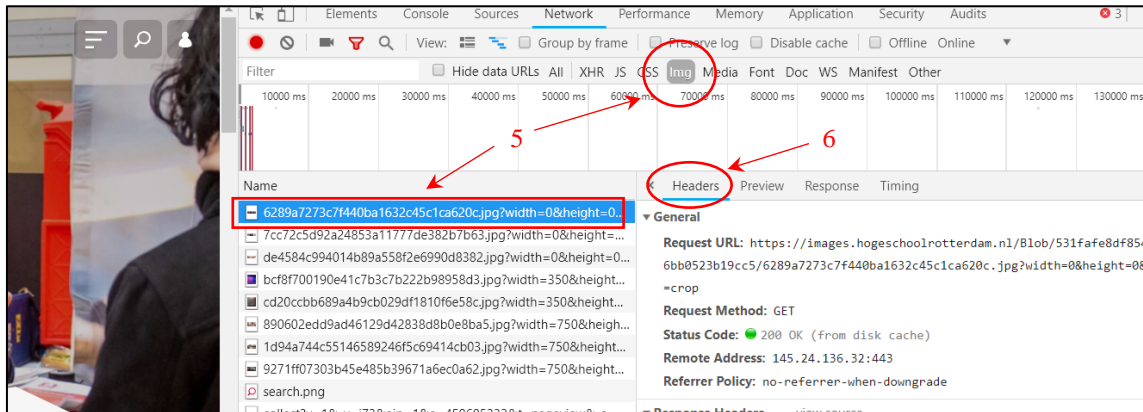 Elements Console Sources Network Performance Memory Application Security Audits 3
View: Group by frame Preserve log Disable cache Offline Online
Filter Hide data URLs All XHR JS CSS Img Media Font Doc WS Manifest Other
10000 ms 20000 ms 30000 ms 40000 ms 50000 ms 60000 ms 70000 ms 80000 ms 90000 ms 100000 ms 110000 ms 120000 ms 130000 ms
5 6
Name
6289a7273c7f440ba1632c45c1ca620c.jpg?width=0&height=0...
7cc72c5d92a24853a11777de382b7b63.jpg?width=0&height=...
de4584c994014b89a558f2e6990d8382.jpg?width=0&height=0...
bcf8f700190e41c7b3c7b222b98958d3.jpg?width=350&height...
cd20ccbb689a4b9cb029df1810f6e58c.jpg?width=350&height...
890602edd9ad46129d42838d8b0e8ba5.jpg?width=750&heigh...
1d94a744c55146589246f5c69414cb03.jpg?width=750&height...
9271ff07303b45e485b39671a6ec0a62.jpg?width=750&height...
search.png
× Headers Preview Response Timing
General
Request URL: https://images.hogeschoolrotterdam.nl/Blob/531fafe8df854
6bb0523b19cc5/6289a7273c7f440ba1632c45c1ca620c.jpg?width=0&height=0&
=crop
Request Method: GET
Status Code: 200 OK (from disk cache)
Remote Address: 145.24.136.32:443
Referrer Policy: no-referrer-when-downgrade
Response Headers view source